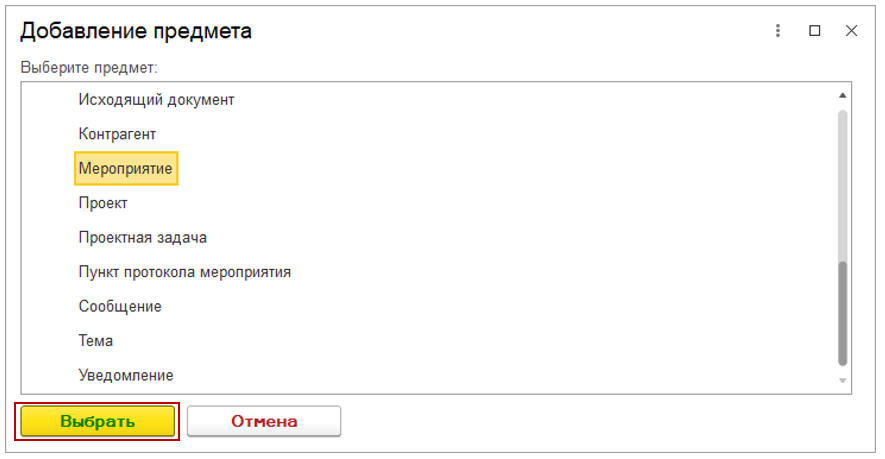 Добавление предмета
Выберите предмет:
Исходящий документ
Контрагент
Мероприятие
Проект
Проектная задача
Пункт протокола мероприятия
Сообщение
Тема
Уведомление
Выбрать Отмена